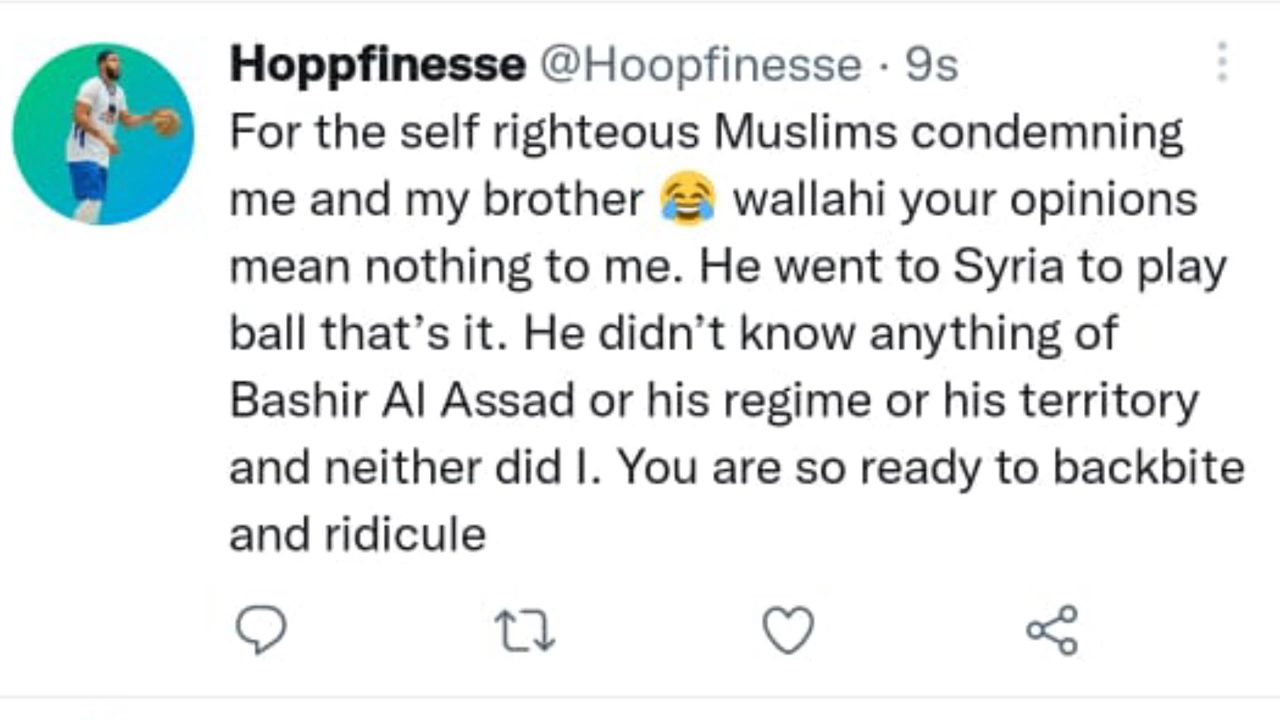 Hoppfinesse @Hoopfinesse · 9s
For the self righteous Muslims condemning
me and my brother 😂 wallahi your opinions
mean nothing to me. He went to Syria to play
ball that’s it. He didn’t know anything of
Bashir Al Assad or his regime or his territory
and neither did I. You are so ready to backbite
and ridicule